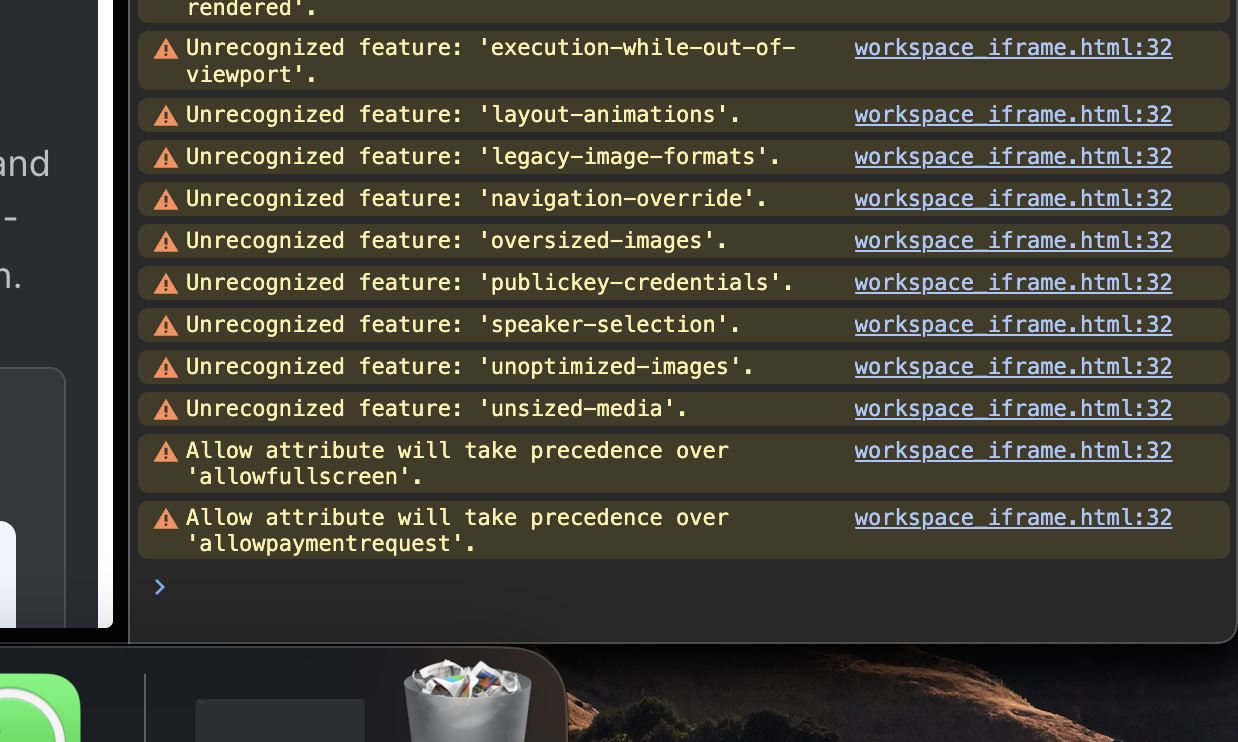 rendered'.
Unrecognized feature: 'execution-while-out-of- workspace_iframe.html:32
viewport'.
Unrecognized feature: 'layout-animations'. workspace_iframe.html:32
Unrecognized feature: 'legacy-image-formats'. workspace_iframe.html:32
and
Unrecognized feature: 'navigation-override'. workspace_iframe.html:32
-
Unrecognized feature: 'oversized-images'. workspace_iframe.html:32
Unrecognized feature: 'publickey-credentials'. workspace_iframe.html:32
n.
Unrecognized feature: 'speaker-selection'. workspace_iframe.html:32
Unrecognized feature: 'unoptimized-images'. workspace_iframe.html:32
Unrecognized feature: 'unsized-media'. workspace_iframe.html:32
Allow attribute will take precedence over workspace_iframe.html:32
'allowfullscreen'.
Allow attribute will take precedence over workspace_iframe.html:32
'allowpaymentrequest'.